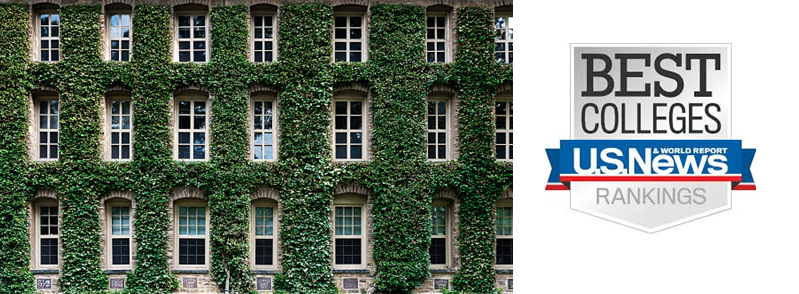 BEST
COLLEGES
& WORLD REPORT
U.S.News
RANKINGS